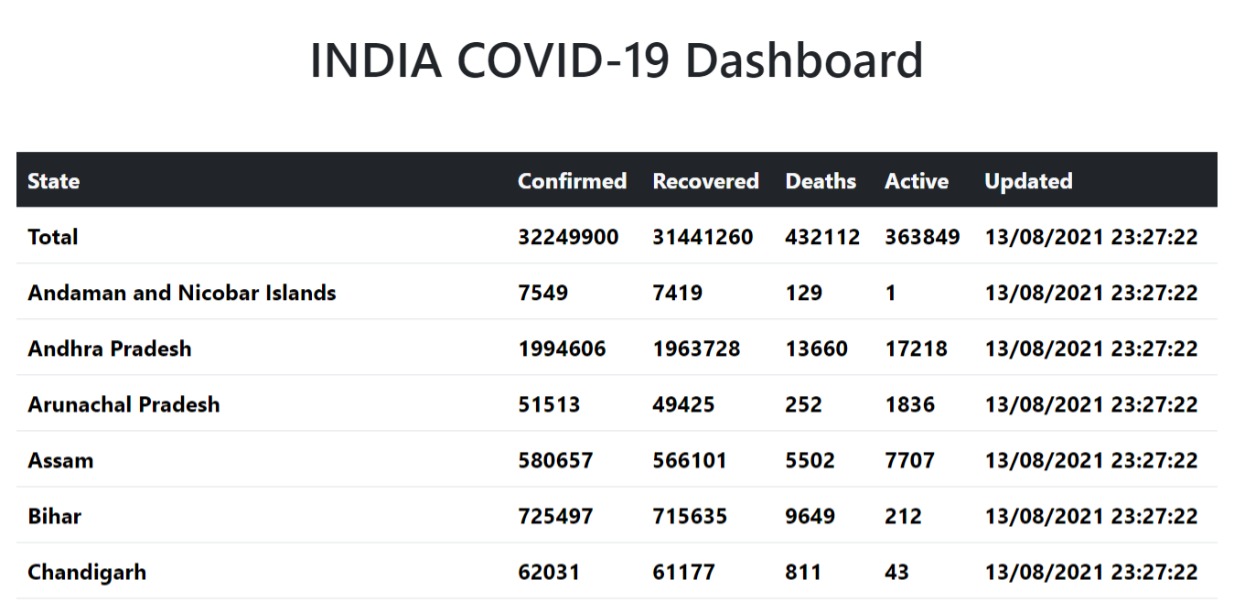 INDIA COVID-19 Dashboard
State Confirmed Recovered Deaths Active Updated
Total 32249900 31441260 432112 363849 13/08/2021 23:27:22
Andaman and Nicobar Islands 7549 7419 129 1 13/08/2021 23:27:22
Andhra Pradesh 1994606 1963728 13660 17218 13/08/2021 23:27:22
Arunachal Pradesh 51513 49425 252 1836 13/08/2021 23:27:22
Assam 580657 566101 5502 7707 13/08/2021 23:27:22
Bihar 725497 715635 9649 212 13/08/2021 23:27:22
Chandigarh 62031 61177 811 43 13/08/2021 23:27:22